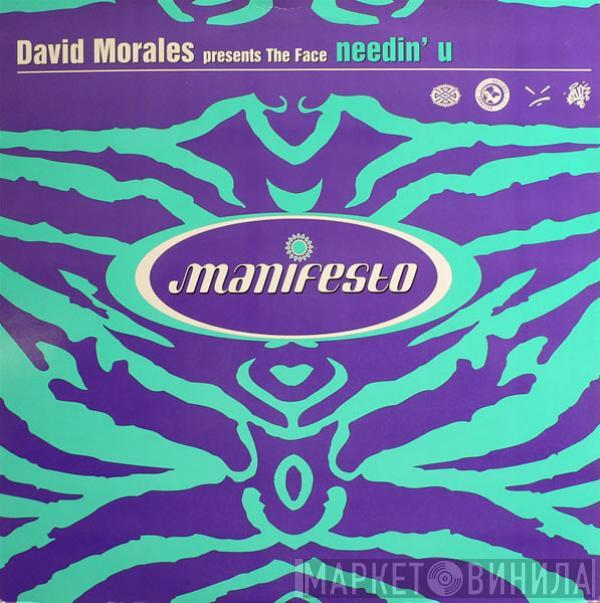 David Morales presents The Face needin' u
manifesto
МАРКЕТ ВИНИЛА